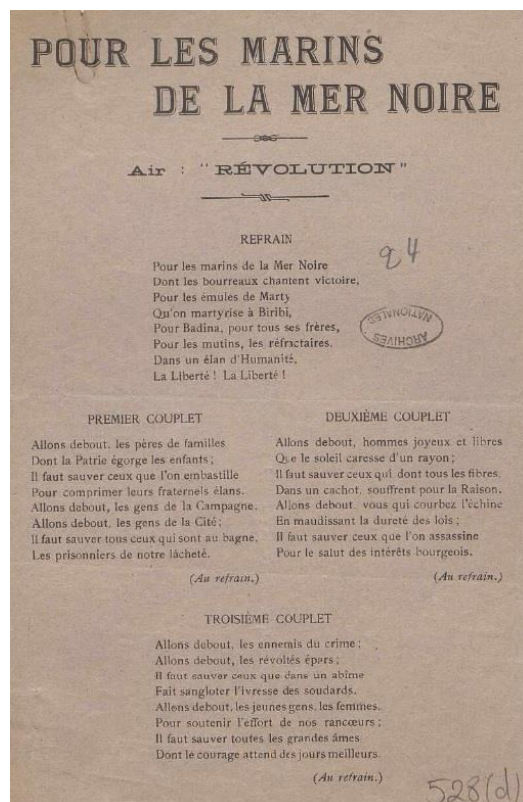 POUR LES MARINS
DE LA MER NOIRE
Air : "RÉVOLUTION"
REFRAIN
Pour les marins de la Mer Noire
Dont les bourreaux chantent victoire,
Pour les émules de Marty
Qu'on martyrise à Biribi,
Pour Badina, pour tous ses frères,
Pour les mutins, les réfractaires.
Dans un élan d'Humanité,
La Liberté ! La Liberté !
94
ARCHIVES
NATIONALES
PREMIER COUPLET
Allons debout, les pères de familles
Dont la Patrie égorge les enfants ;
Il faut sauver ceux que l'on embastille
Pour comprimer leurs fraternels élans.
Allons debout, les gens de la Campagne,
Allons debout, les gens de la Cité ;
Il faut sauver tous ceux qui sont au bagne,
Les prisonniers de notre lâcheté.
(Au refrain.)
DEUXIÈME COUPLET
Allons debout, hommes joyeux et libres
Que le soleil caresse d'un rayon ;
Il faut sauver ceux qui dont tous les fibres.
Dans un cachot, souffrent pour la Raison.
Allons debout, vous qui courbez l'échine
En maudissant la dureté des lois ;
Il faut sauver ceux que l'on assassine
Pour le salut des intérêts bourgeois.
(Au refrain.)
TROISIÈME COUPLET
Allons debout, les ennemis du crime ;
Allons debout, les révoltés épars ;
Il faut sauver ceux que dans un abîme
Fait sangloter l'ivresse des soudards.
Allons debout, les jeunes gens, les femmes,
Pour soutenir l'effort de nos rancœurs ;
Il faut sauver toutes les grandes âmes
Dont le courage attend des jours meilleurs.
(Au refrain.)
528(d)